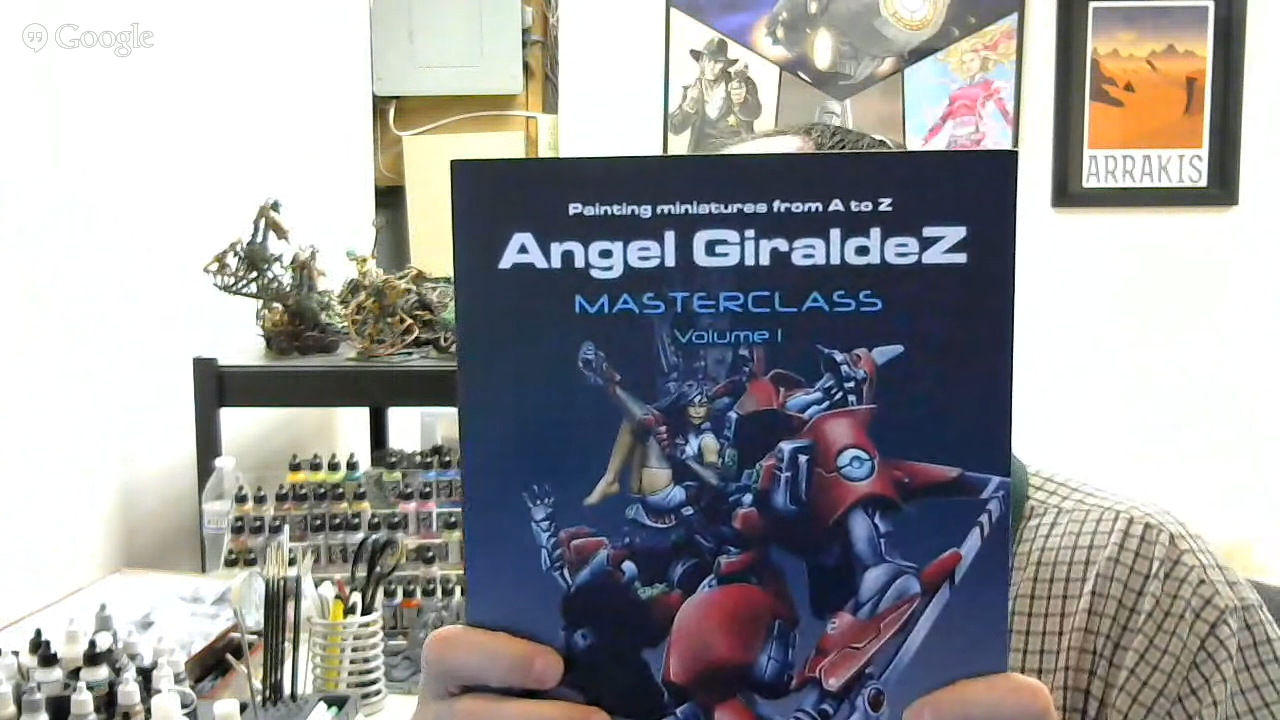 Google
ARRAKIS
Painting miniatures from A to Z
Angel GiraldeZ
MASTERCLASS
Volume I